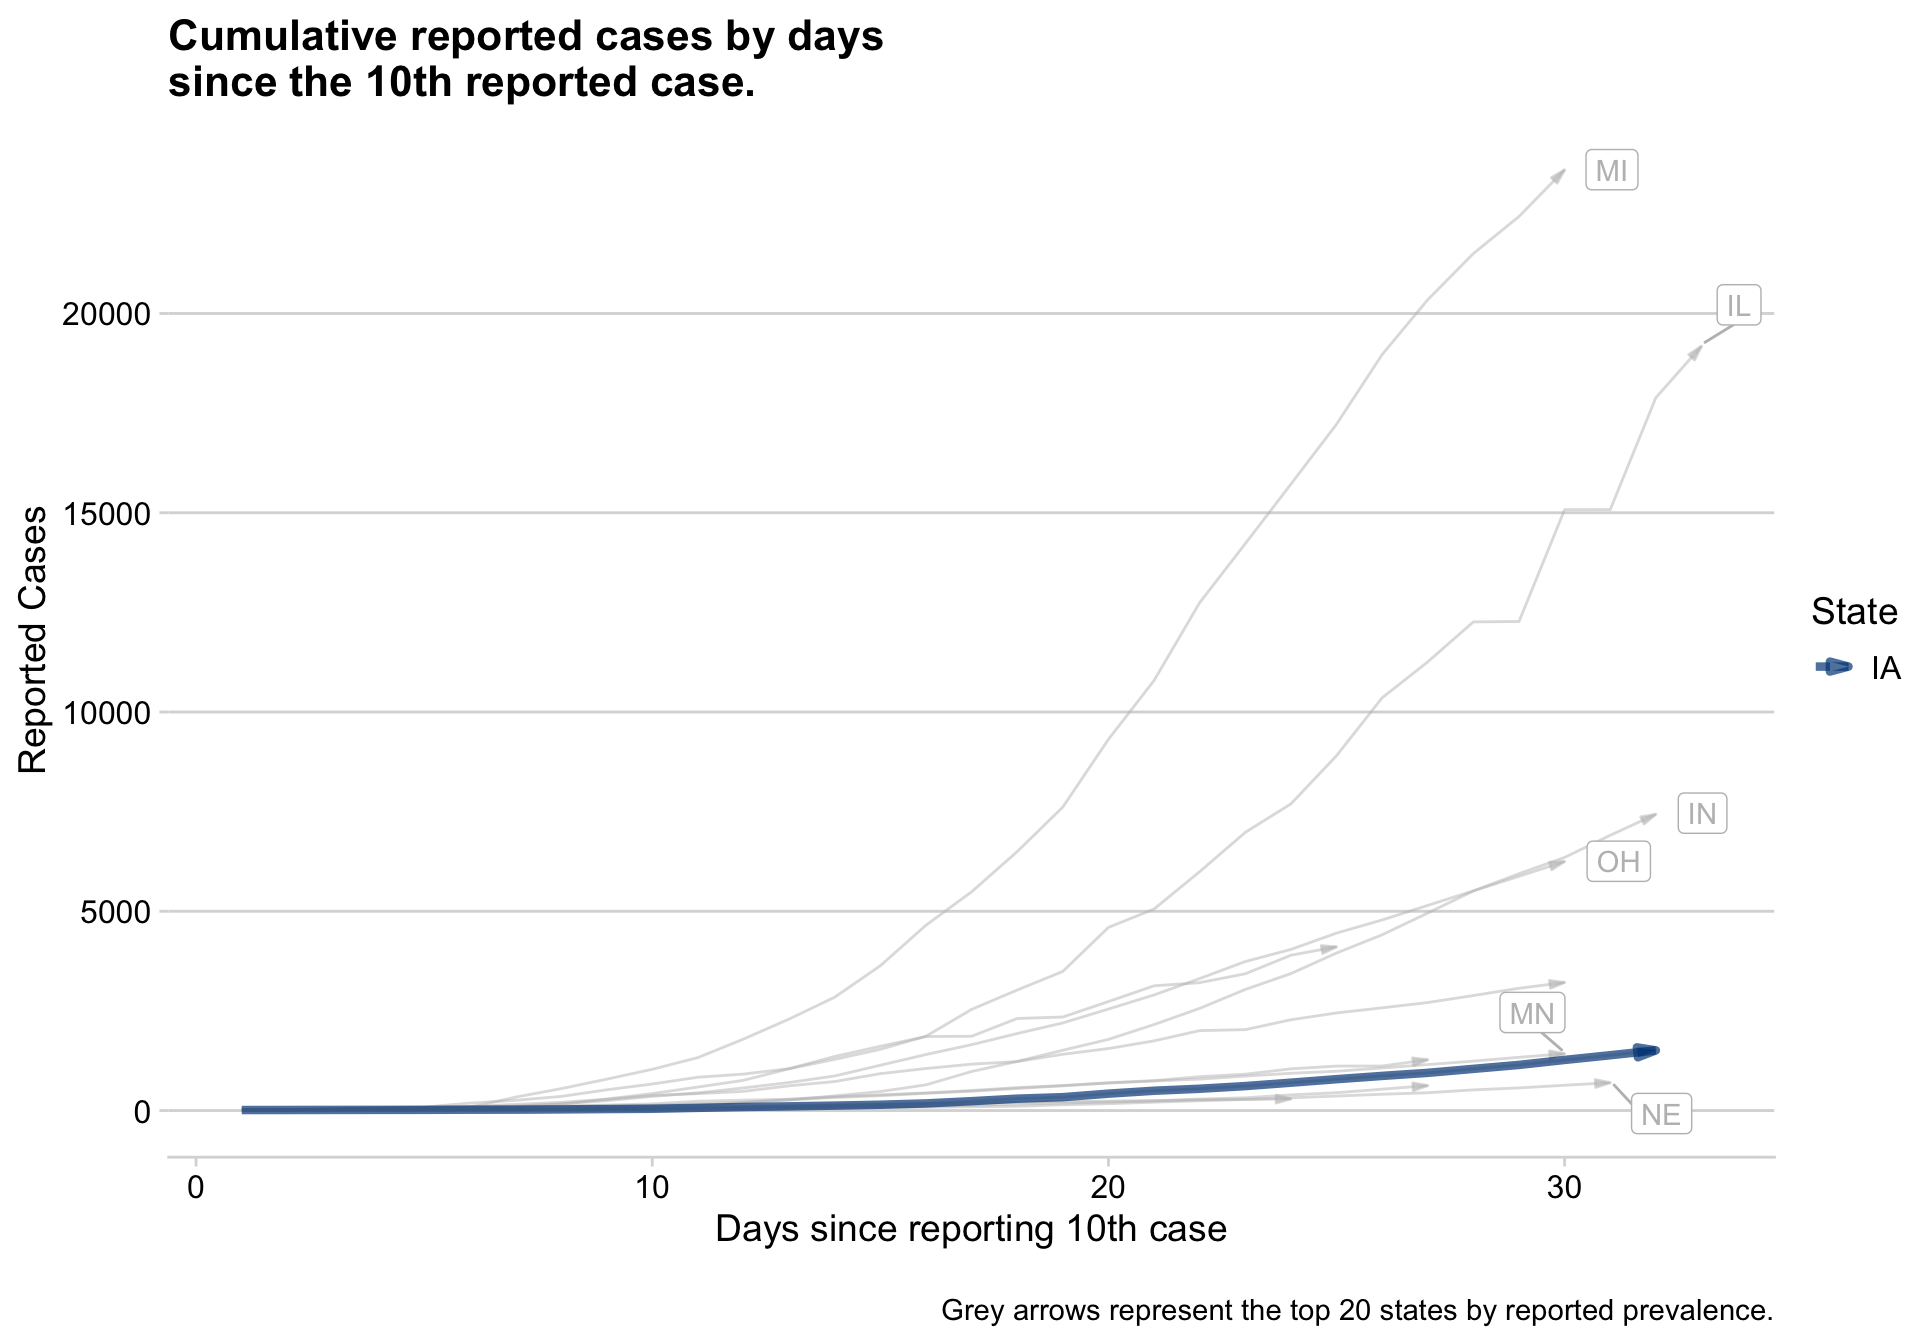 Cumulative reported cases by days
since the 10th reported case.
MI
IL
20000
15000
10000
5000
0
IN
OH
MN
NE
Reported Cases
State
IA
0
10
20
30
Days since reporting 10th case
Grey arrows represent the top 20 states by reported prevalence.